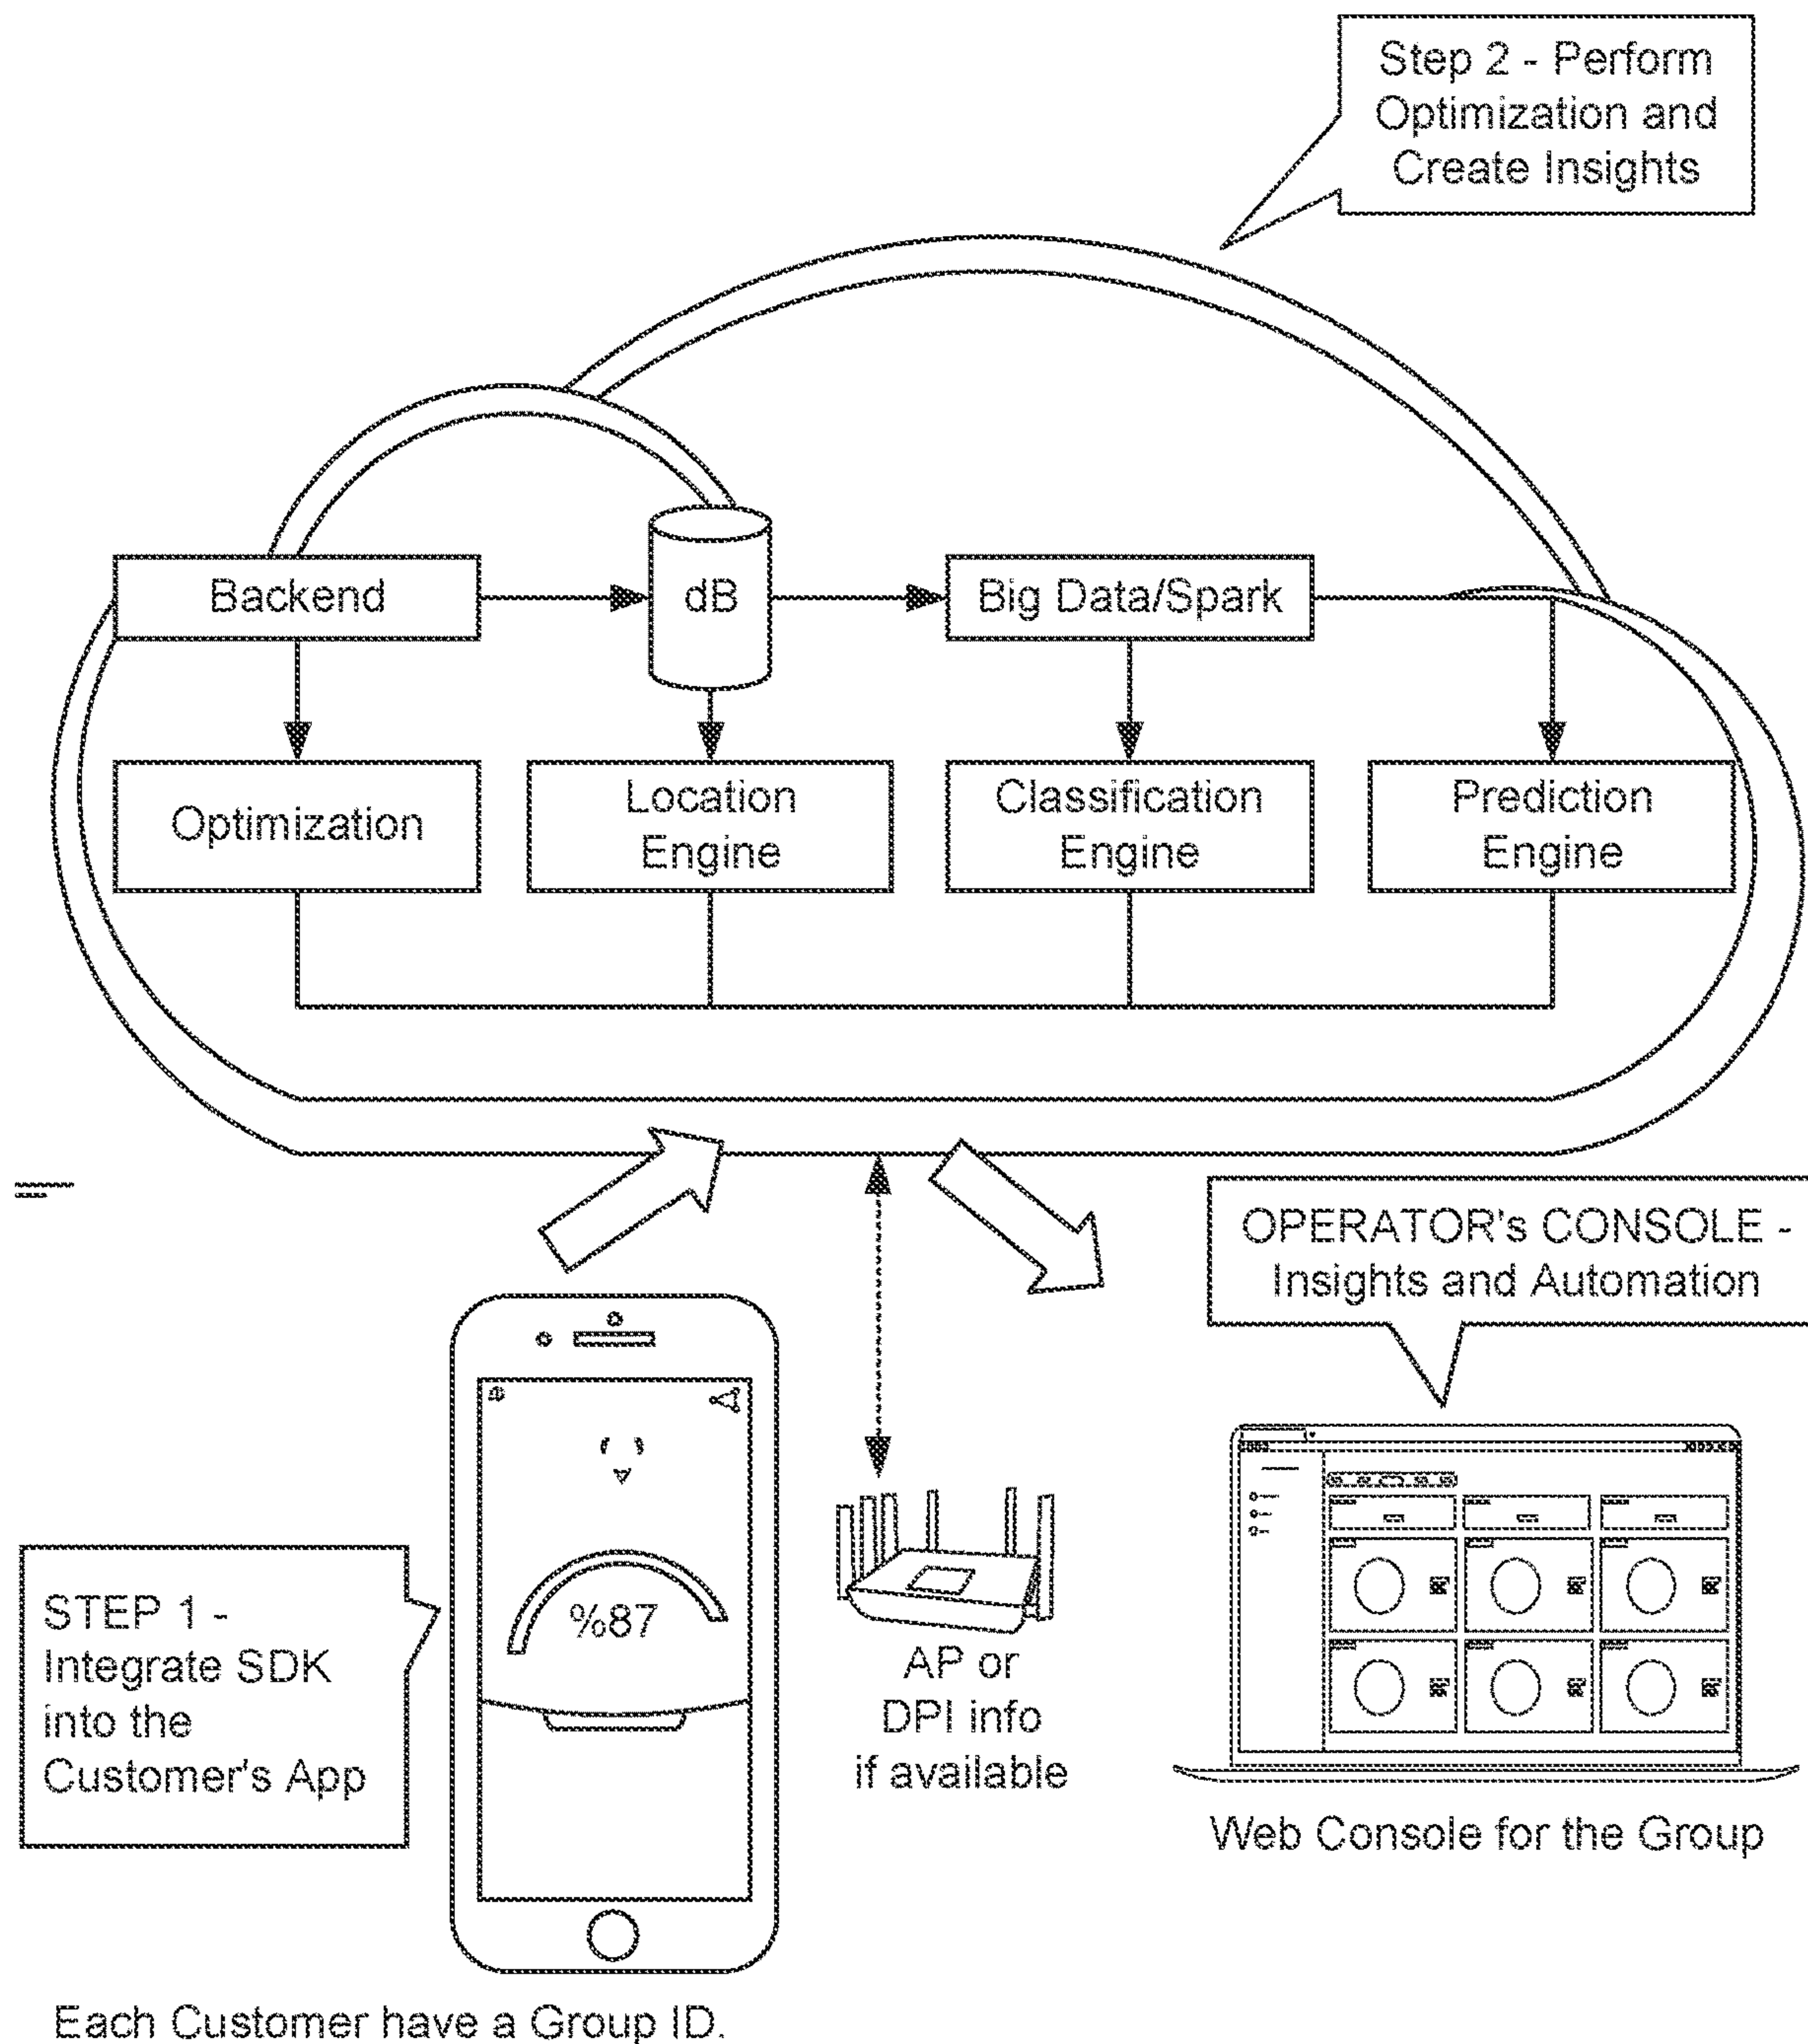 Step 2 - Perform
Optimization and
Create Insights
Backend
dB
Big Data/Spark
Optimization
Location
Engine
Classification
Engine
Prediction
Engine
OPERATOR's CONSOLE -
Insights and Automation
%87
STEP 1 -
Integrate SDK
into the
Customer's App
AP or
DPI info
if available
Web Console for the Group
Each Customer have a Group ID.